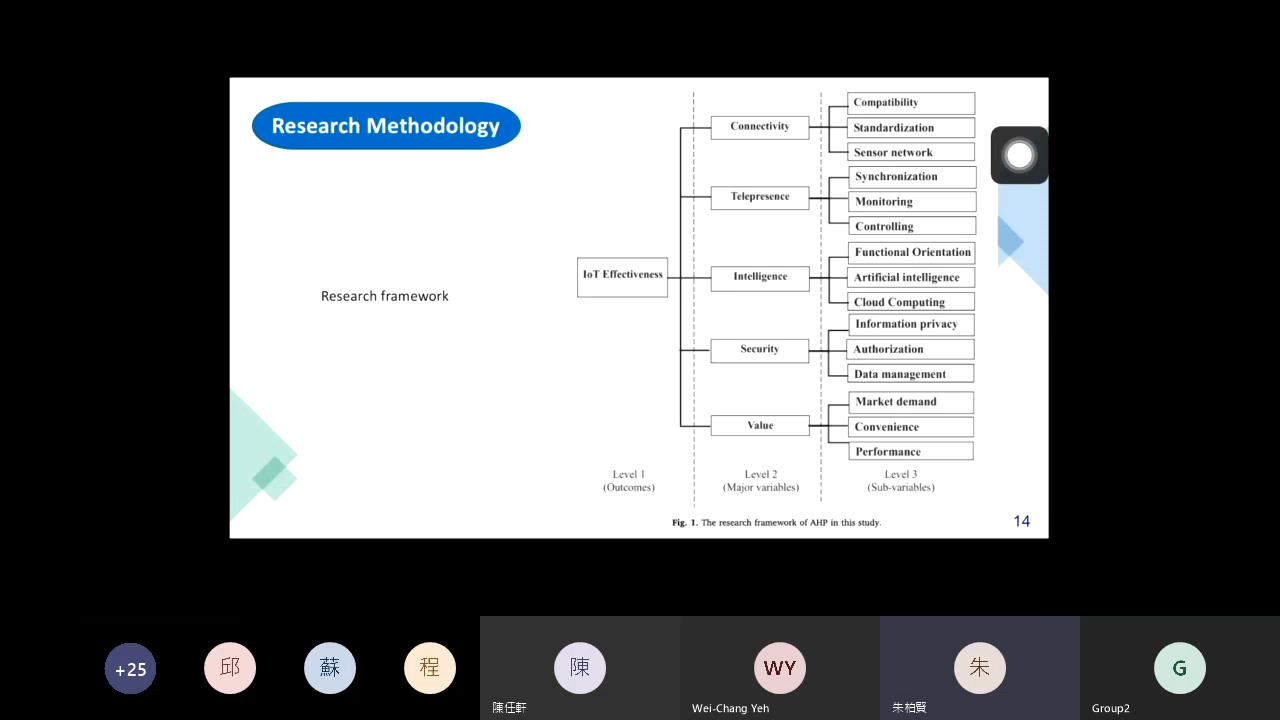 Research Methodology
Research framework
IoT Effectiveness
Connectivity
Telepresence
Intelligence
Security
Value
Compatibility
Standardization
Sensor network
Synchronization
Monitoring
Controlling
Functional Orientation
Artificial intelligence
Cloud Computing
Information privacy
Authorization
Data management
Market demand
Convenience
Performance
Level 1
(Outcomes)
Level 2
(Major variables)
Level 3
(Sub-variables)
Fig. 1. The research framework of AHP in this study.
14
+25
邱
蘇
程
陳
WY
朱
G
陳任軒
Wei-Chang Yeh
朱柏賢
Group2